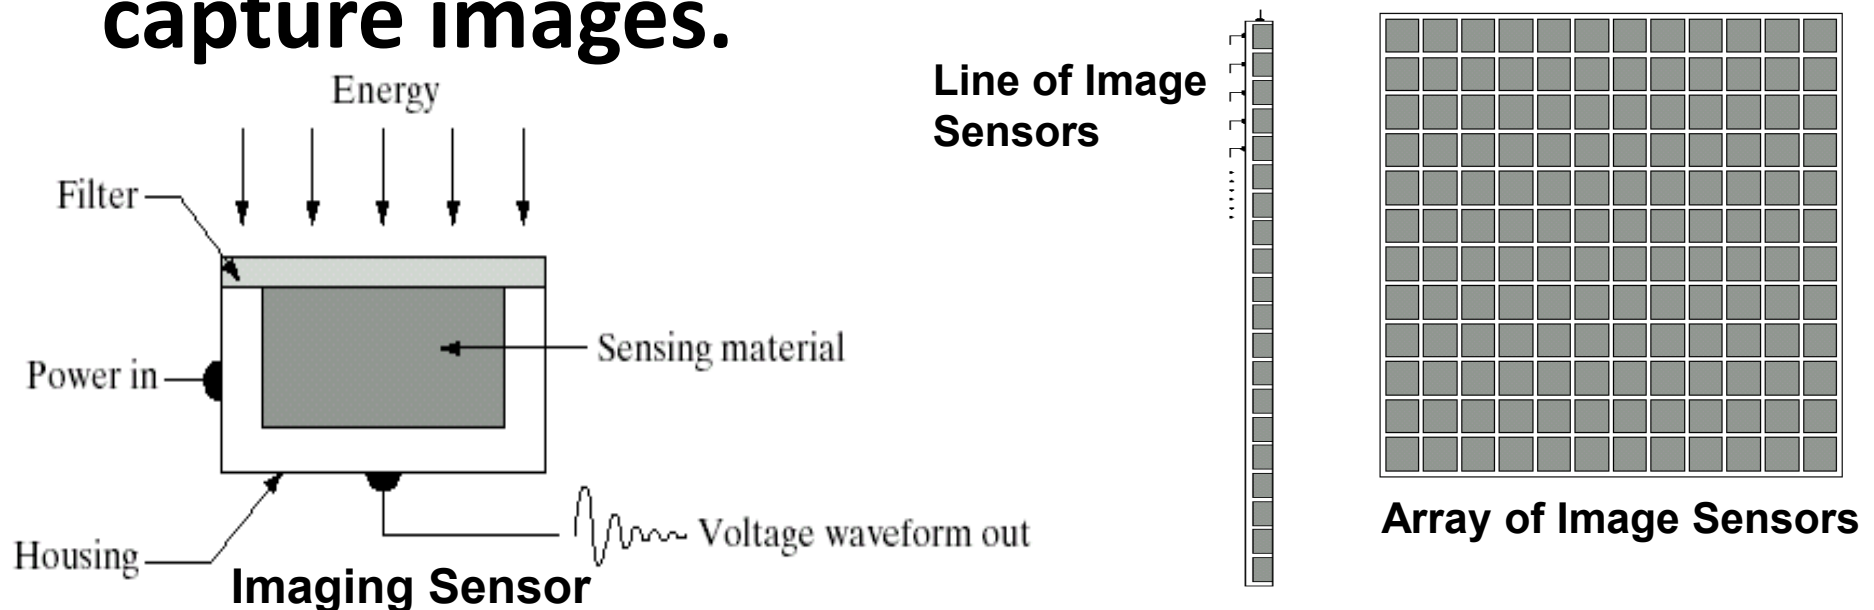 capture images.
Energy
Filter
Sensing material
Power in
Housing
Voltage waveform out
Imaging Sensor
Line of Image
Sensors
Array of Image Sensors